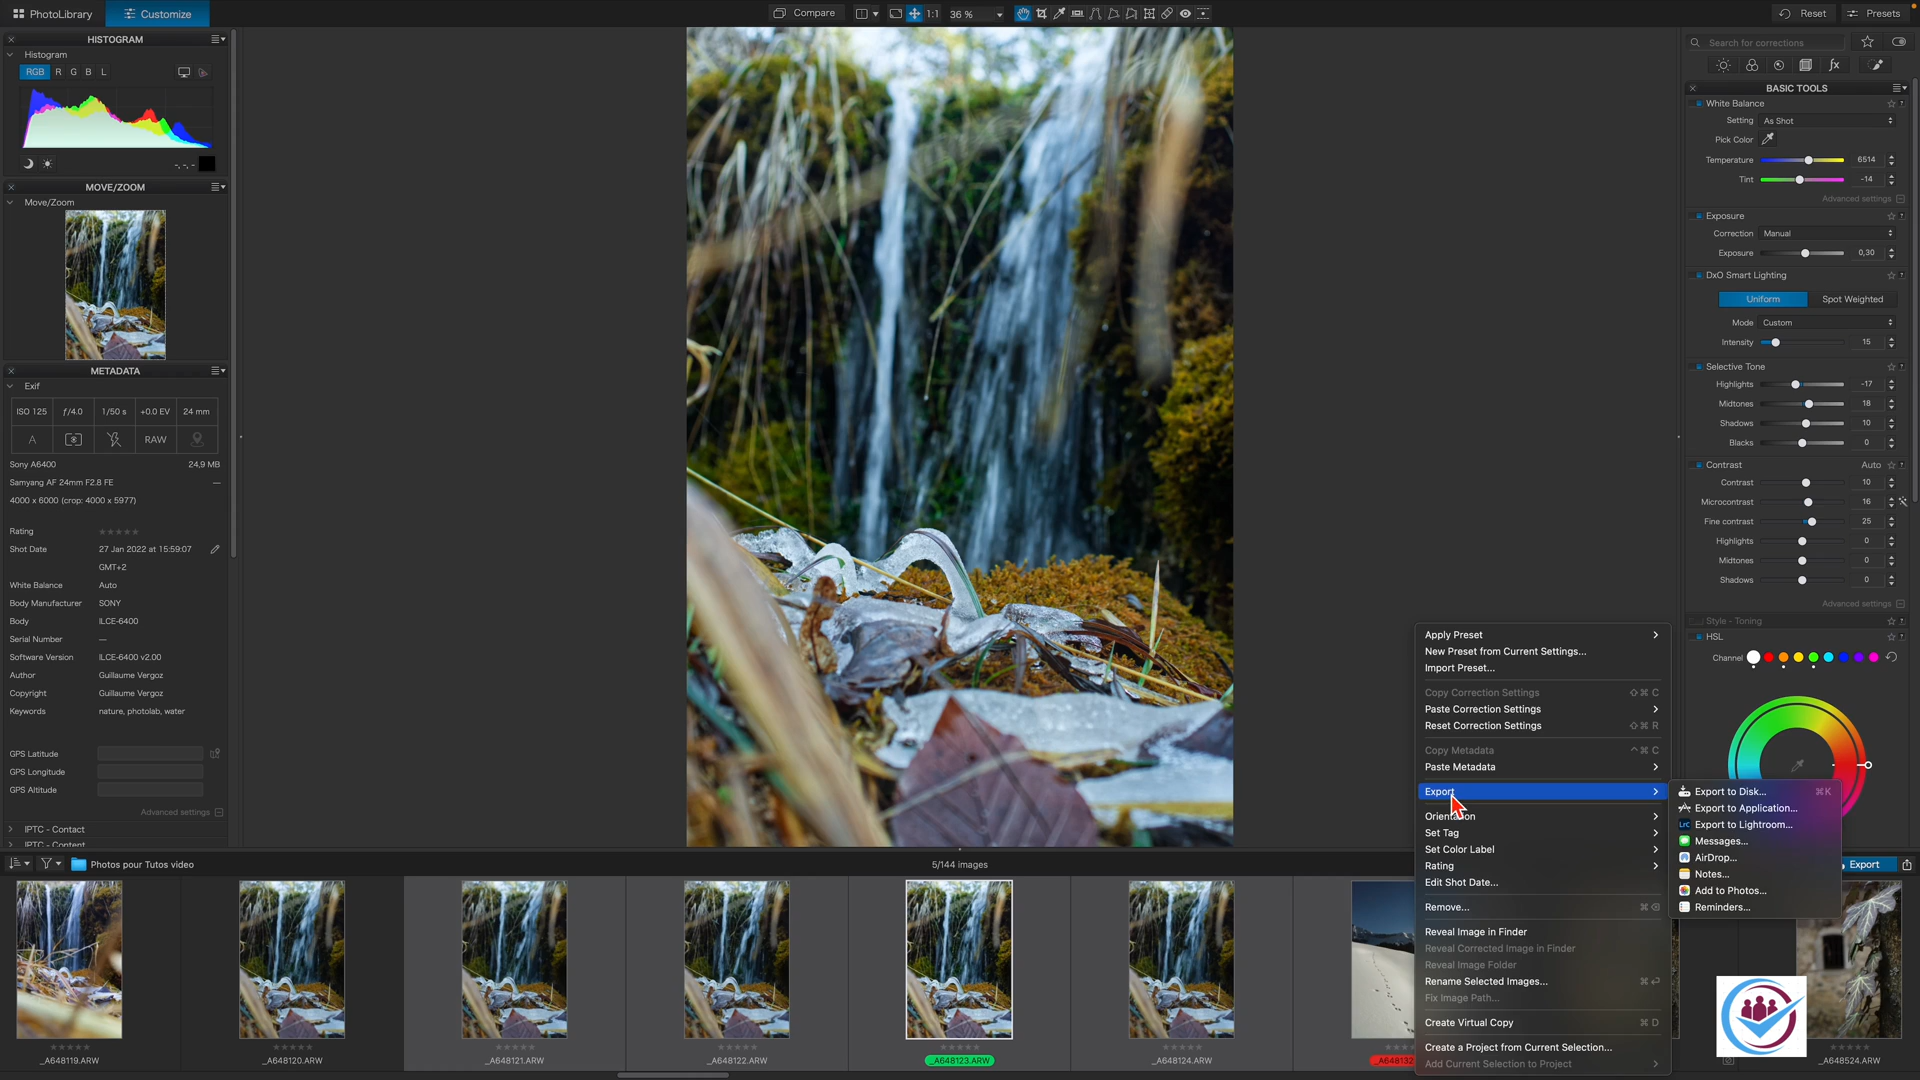 PhotoLibrary
Customize
Compare
1:1
36 %
Reset
Presets
HISTOGRAM
Histogram
RGB R G B L
MOVE/ZOOM
Move/Zoom
METADATA
Exif
ISO 125 ƒ/4.0 1/50 s +0.0 EV 24 mm
A RAW
Sony A6400 24,9 MB
Samyang AF 24mm F2.8 FE —
4000 x 6000 (crop: 4000 x 5977)
Rating
Shot Date 27 Jan 2022 at 15:59:07
GMT+2
White Balance Auto
Body Manufacturer SONY
Body ILCE-6400
Serial Number —
Software Version ILCE-6400 v2.00
Author Guillaume Vergoz
Copyright Guillaume Vergoz
Keywords nature, photolab, water
GPS Latitude
GPS Longitude
GPS Altitude
Advanced settings
IPTC - Contact
IPTC - Content
Search for corrections
BASIC TOOLS
White Balance
Setting As Shot
Pick Color
Temperature 6514
Tint -14
Advanced settings
Exposure
Correction Manual
Exposure 0,30
DxO Smart Lighting
Uniform Spot Weighted
Mode Custom
Intensity 15
Selective Tone
Highlights -17
Midtones 18
Shadows 10
Blacks 0
Contrast Auto
Contrast 10
Microcontrast 16
Fine contrast 25
Highlights 0
Midtones 0
Shadows 0
Advanced settings
Style - Toning
HSL
Channel
Apply Preset
New Preset from Current Settings...
Import Preset...
Copy Correction Settings ⇧⌘ C
Paste Correction Settings
Reset Correction Settings ⇧⌘ R
Copy Metadata ^⌘ C
Paste Metadata
Export
Orientation
Set Tag
Set Color Label
Rating
Edit Shot Date...
Remove... ⌘⌫
Reveal Image in Finder
Reveal Corrected Image in Finder
Reveal Image Folder
Rename Selected Images... ⌘↩
Fix Image Path...
Create Virtual Copy ⌘ D
Create a Project from Current Selection...
Add Current Selection to Project
Export to Disk... ⌘K
Export to Application...
LrC Export to Lightroom...
Messages...
AirDrop...
Notes...
Add to Photos...
Reminders...
Photos pour Tutos video
5/144 images
Export
_A648119.ARW
_A648120.ARW
_A648121.ARW
_A648122.ARW
_A648123.ARW
_A648124.ARW
_A648132
_A648524.ARW